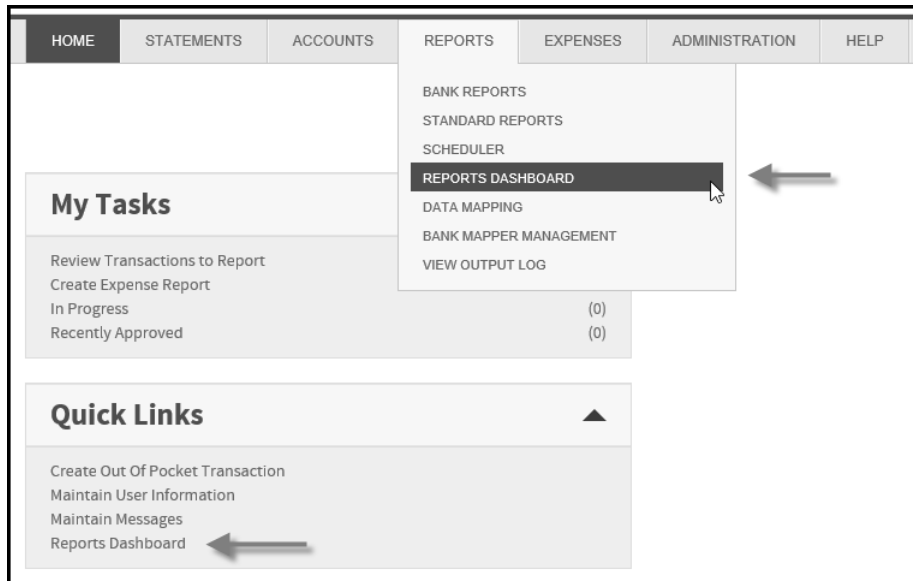 HOME STATEMENTS ACCOUNTS REPORTS EXPENSES ADMINISTRATION HELP
BANK REPORTS
STANDARD REPORTS
SCHEDULER
REPORTS DASHBOARD
DATA MAPPING
BANK MAPPER MANAGEMENT
VIEW OUTPUT LOG
My Tasks
Review Transactions to Report
Create Expense Report
In Progress (0)
Recently Approved (0)
Quick Links
Create Out Of Pocket Transaction
Maintain User Information
Maintain Messages
Reports Dashboard